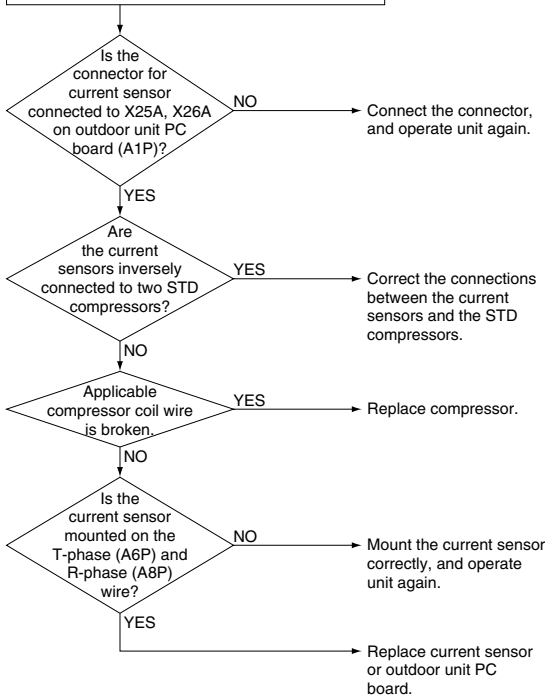 Is the
connector for
current sensor
connected to X25A, X26A
on outdoor unit PC
board (A1P)?
NO
Connect the connector,
and operate unit again.
YES
Are
the current
sensors inversely
connected to two STD
compressors?
YES
Correct the connections
between the current
sensors and the STD
compressors.
NO
Applicable
compressor coil wire
is broken.
YES
Replace compressor.
NO
Is the
current sensor
mounted on the
T-phase (A6P) and
R-phase (A8P)
wire?
NO
Mount the current sensor
correctly, and operate
unit again.
YES
Replace current sensor
or outdoor unit PC
board.